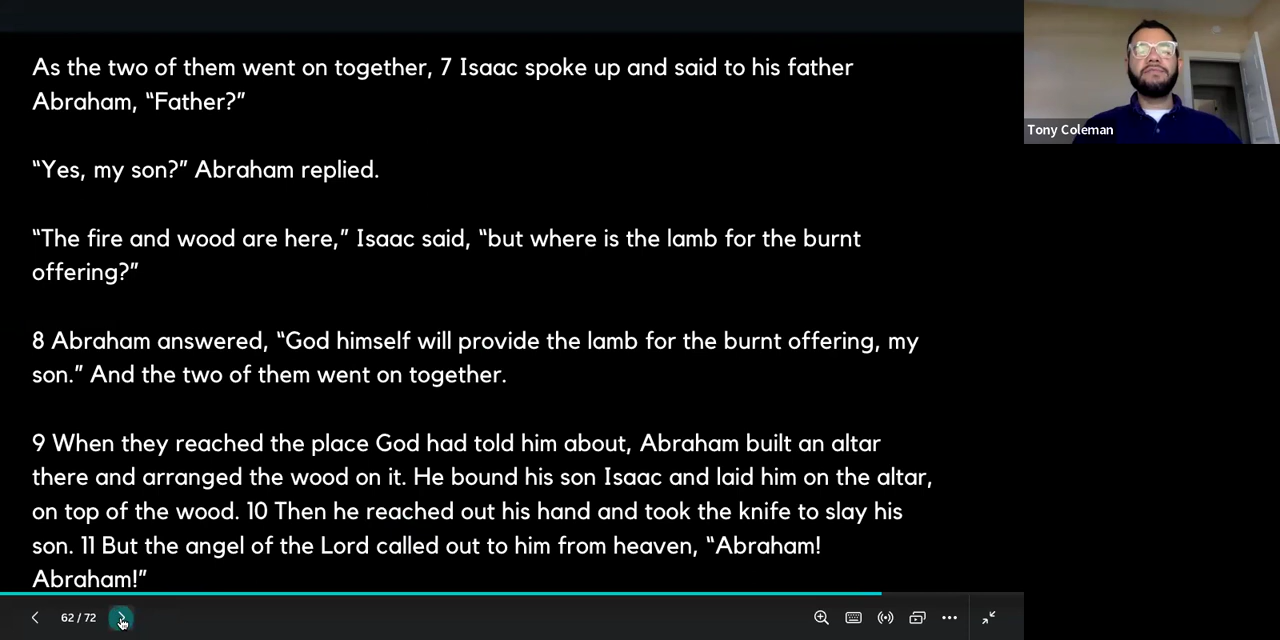 As the two of them went on together, 7 Isaac spoke up and said to his father
Abraham, “Father?”
“Yes, my son?” Abraham replied.
“The fire and wood are here,” Isaac said, “but where is the lamb for the burnt
offering?”
8 Abraham answered, “God himself will provide the lamb for the burnt offering, my
son.” And the two of them went on together.
9 When they reached the place God had told him about, Abraham built an altar
there and arranged the wood on it. He bound his son Isaac and laid him on the altar,
on top of the wood. 10 Then he reached out his hand and took the knife to slay his
son. 11 But the angel of the Lord called out to him from heaven, “Abraham!
Abraham!”
62 / 72
Tony Coleman